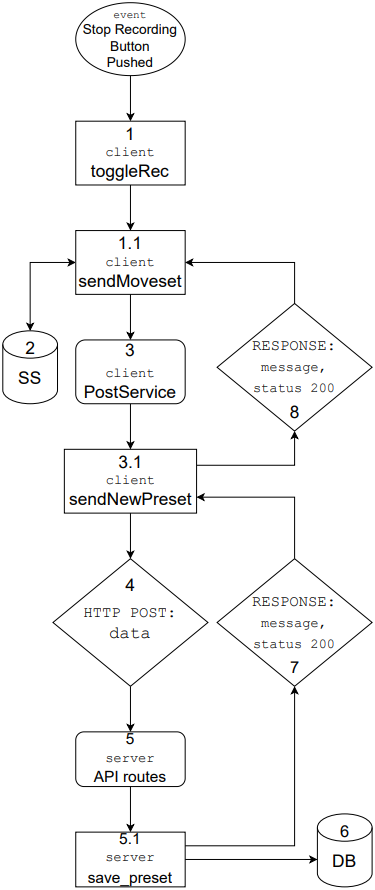 event
Stop Recording
Button
Pushed
1
client
toggleRec
1.1
client
sendMoveset
2
SS
3
client
PostService
RESPONSE:
message,
status 200
8
3.1
client
sendNewPreset
4
HTTP POST:
data
RESPONSE:
message,
status 200
7
5
server
API routes
5.1
server
save_preset
6
DB